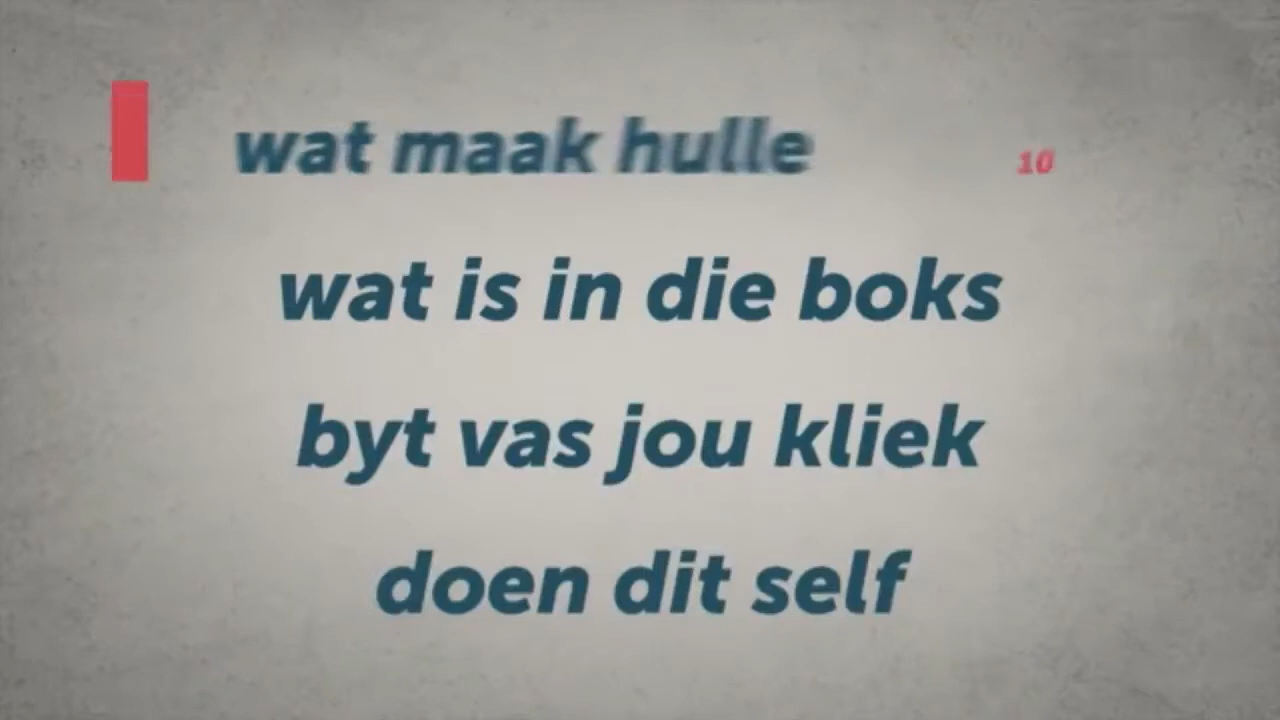 wat maak hulle 10
wat is in die boks
byt vas jou kliek
doen dit self